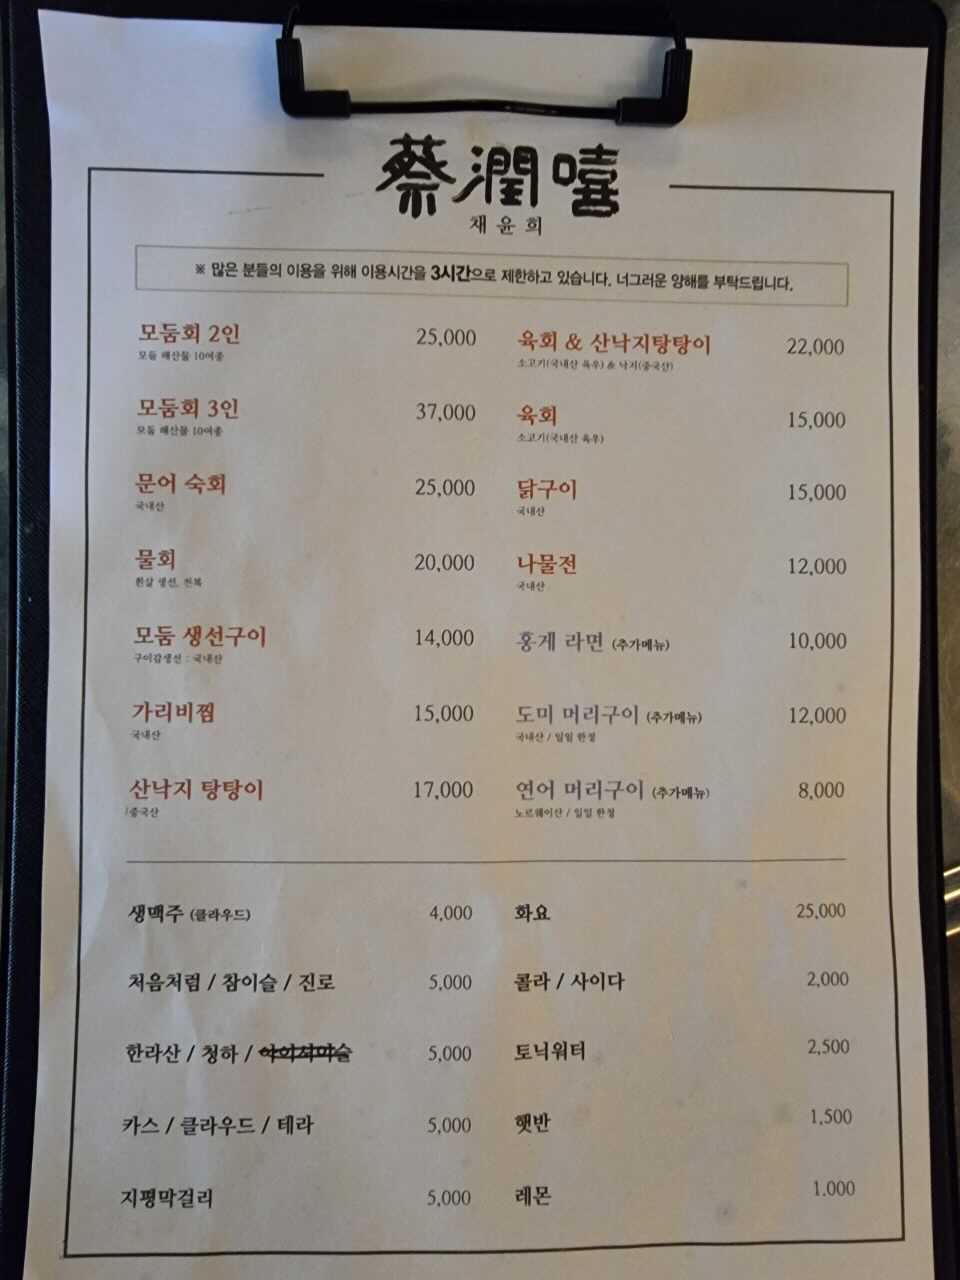 蔡潤囍
채윤희
※ 많은 분들의 이용을 위해 이용시간을 3시간으로 제한하고 있습니다. 너그러운 양해를 부탁드립니다.
모둠회 2인 25,000
모듬 해산물 10여종
모둠회 3인 37,000
모듬 해산물 10여종
문어 숙회 25,000
국내산
물회 20,000
흰살 생선, 전복
모둠 생선구이 14,000
구이감생선 : 국내산
가리비찜 15,000
국내산
산낙지 탕탕이 17,000
/중국산
육회 & 산낙지탕탕이 22,000
소고기(국내산 육우) & 낙지(중국산)
육회 15,000
소고기(국내산 육우)
닭구이 15,000
국내산
나물전 12,000
국내산
홍게 라면 (추가메뉴) 10,000
도미 머리구이 (추가메뉴) 12,000
국내산 / 일일 한정
연어 머리구이 (추가메뉴) 8,000
노르웨이산 / 일일 한정
생맥주 (클라우드) 4,000
처음처럼 / 참이슬 / 진로 5,000
한라산 / 청하 / 5,000
카스 / 클라우드 / 테라 5,000
지평막걸리 5,000
화요 25,000
콜라 / 사이다 2,000
토닉워터 2,500
햇반 1,500
레몬 1.000